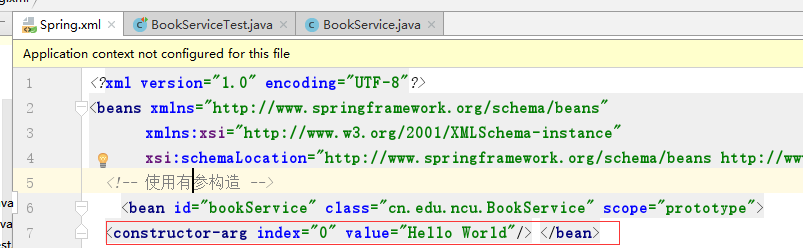 Spring.xml × BookServiceTest.java × BookService.java ×
Application context not configured for this file
1 <?xml version="1.0" encoding="UTF-8"?>
2 <beans xmlns="http://www.springframework.org/schema/beans"
3 xmlns:xsi="http://www.w3.org/2001/XMLSchema-instance"
4 xsi:schemaLocation="http://www.springframework.org/schema/beans http://ww
5 <!-- 使用有参构造 -->
6 <bean id="bookService" class="cn.edu.ncu.BookService" scope="prototype">
7 <constructor-arg index="0" value="Hello World"/> </bean>